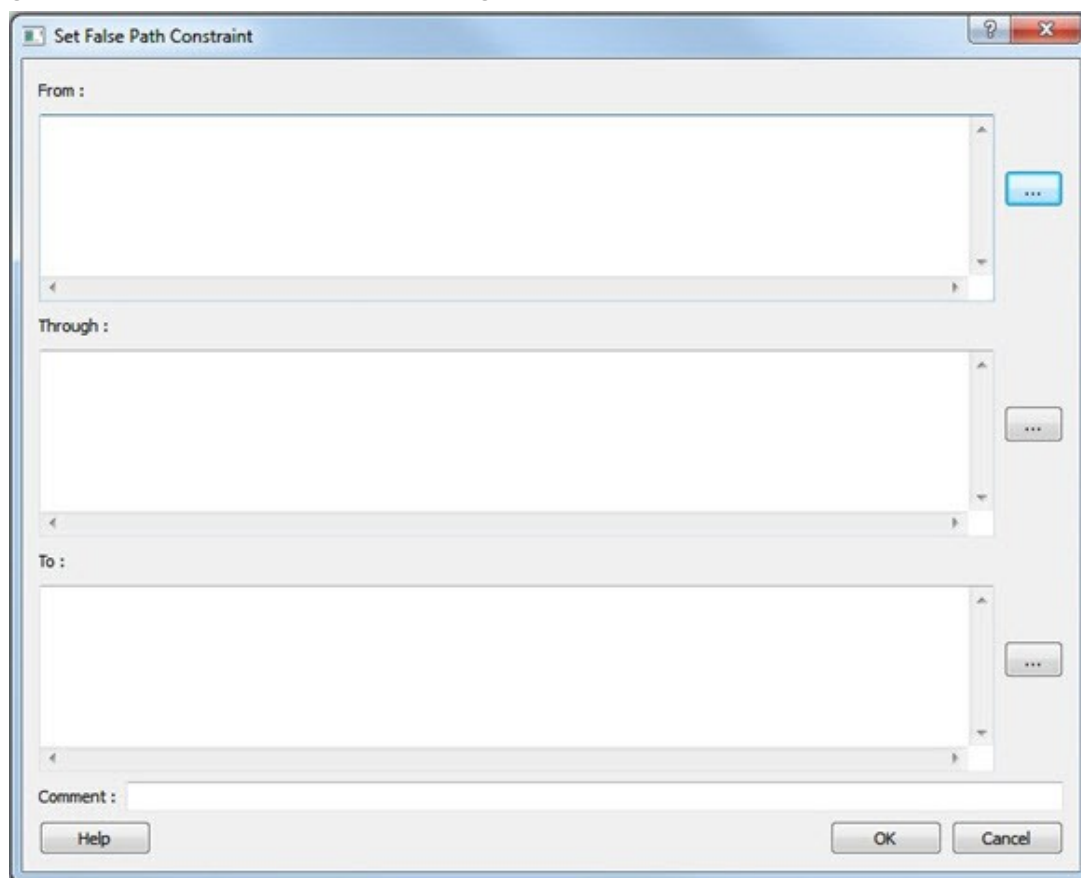 Set False Path Constraint
From :
...
Through :
...
To :
...
Comment :
Help OK Cancel